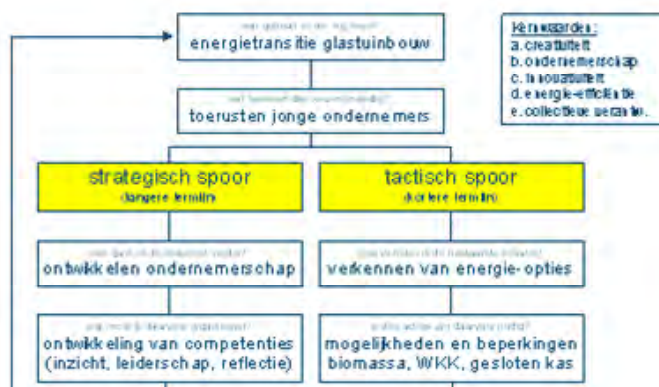 energietransitie glastuinbouw
Kernwaarden:
a. creativiteit
b. ondernemerschap
c. innovativiteit
d. energie-efficiëntie
e. collectieve verantw.
toerusten jonge ondernemers
strategisch spoor
(langere termijn)
tactisch spoor
(kortere termijn)
ontwikkelen ondernemerschap
verkennen van energie-opties
ontwikkeling van competenties
(inzicht, leiderschap, reflectie)
mogelijkheden en beperkingen
biomassa, WKK, gesloten kas